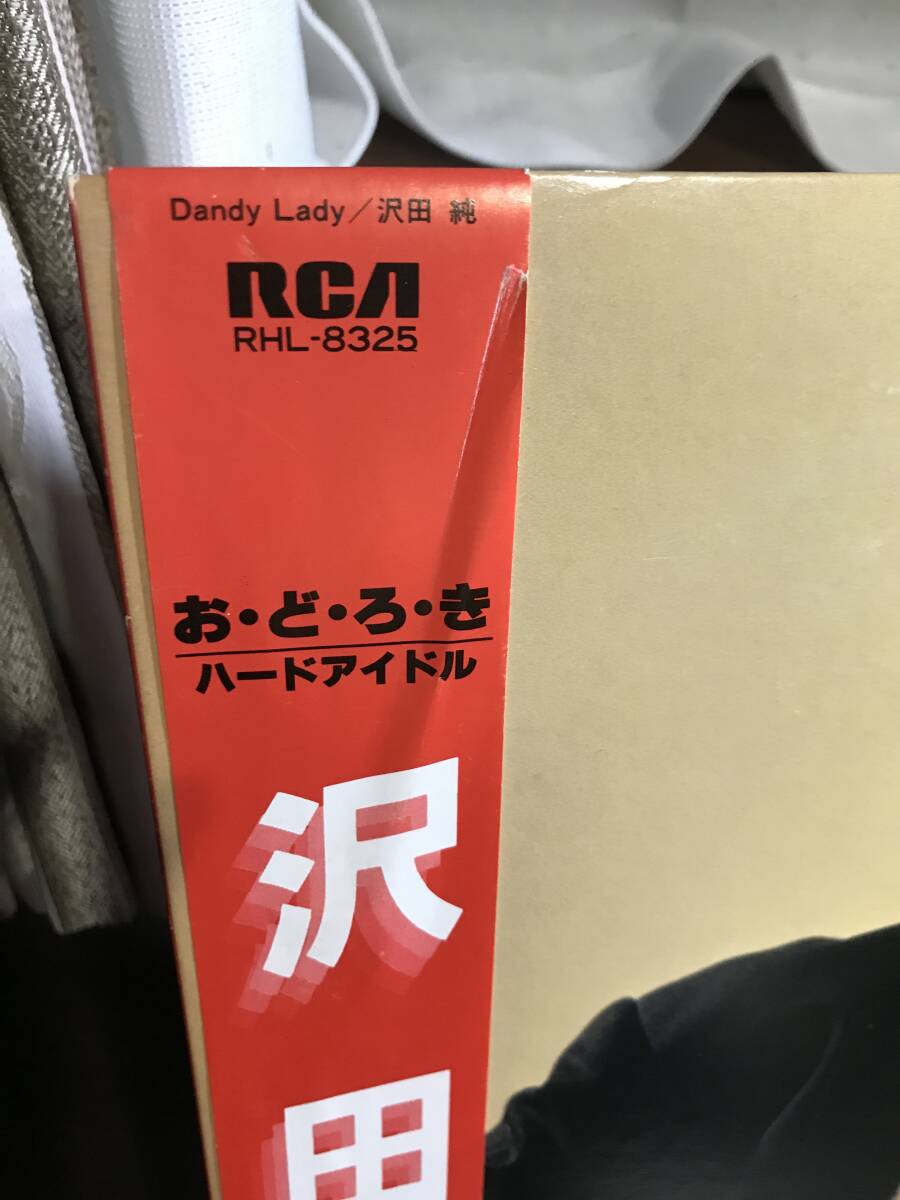 Dandy Lady/沢田 純
RCA
RHL-8325
お・ど・ろ・き
ハードアイドル
沢
田